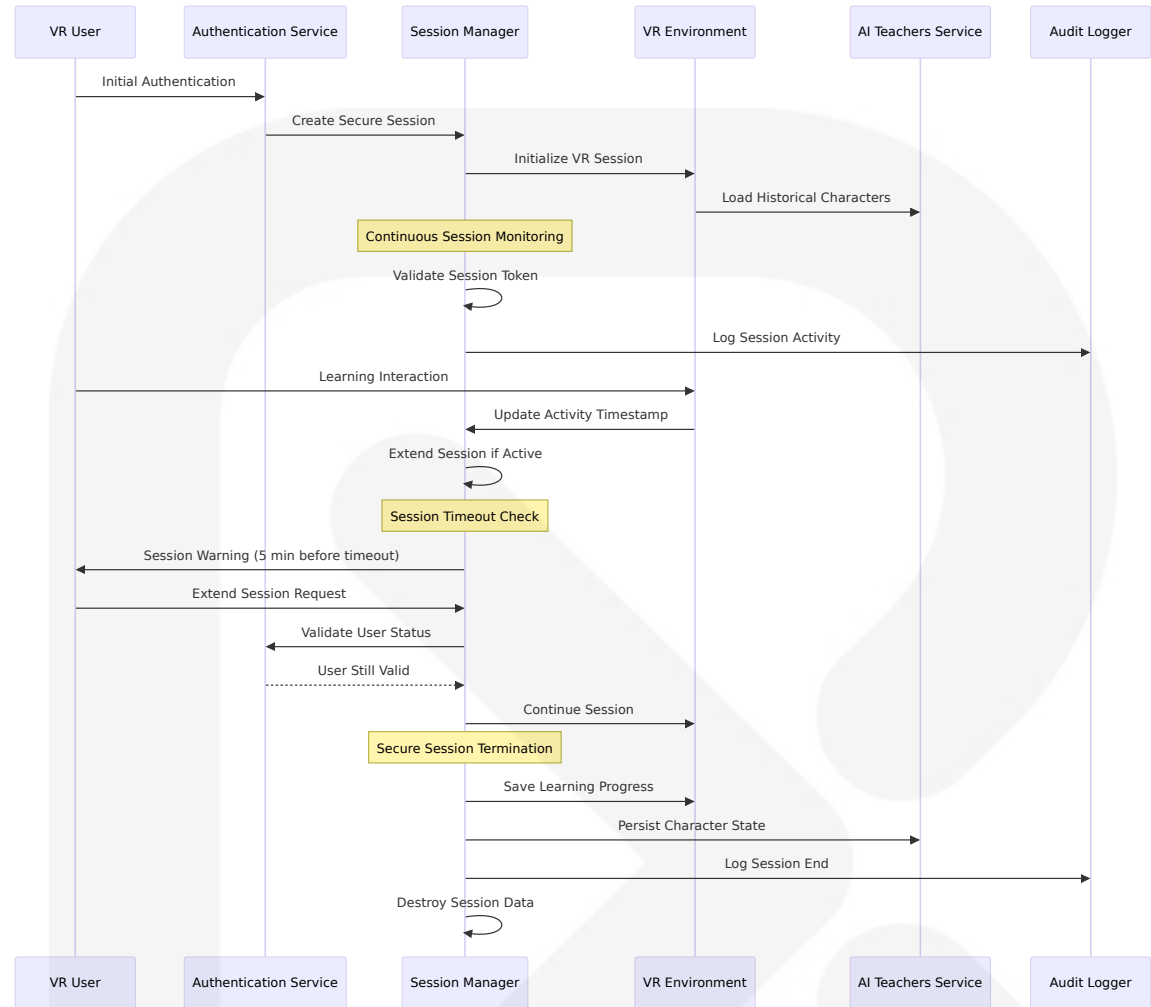 VR User
Authentication Service
Session Manager
VR Environment
AI Teachers Service
Audit Logger
Initial Authentication
Create Secure Session
Initialize VR Session
Load Historical Characters
Continuous Session Monitoring
Validate Session Token
Log Session Activity
Learning Interaction
Update Activity Timestamp
Extend Session if Active
Session Timeout Check
Session Warning (5 min before timeout)
Extend Session Request
Validate User Status
User Still Valid
Continue Session
Secure Session Termination
Save Learning Progress
Persist Character State
Log Session End
Destroy Session Data
VR User
Authentication Service
Session Manager
VR Environment
AI Teachers Service
Audit Logger